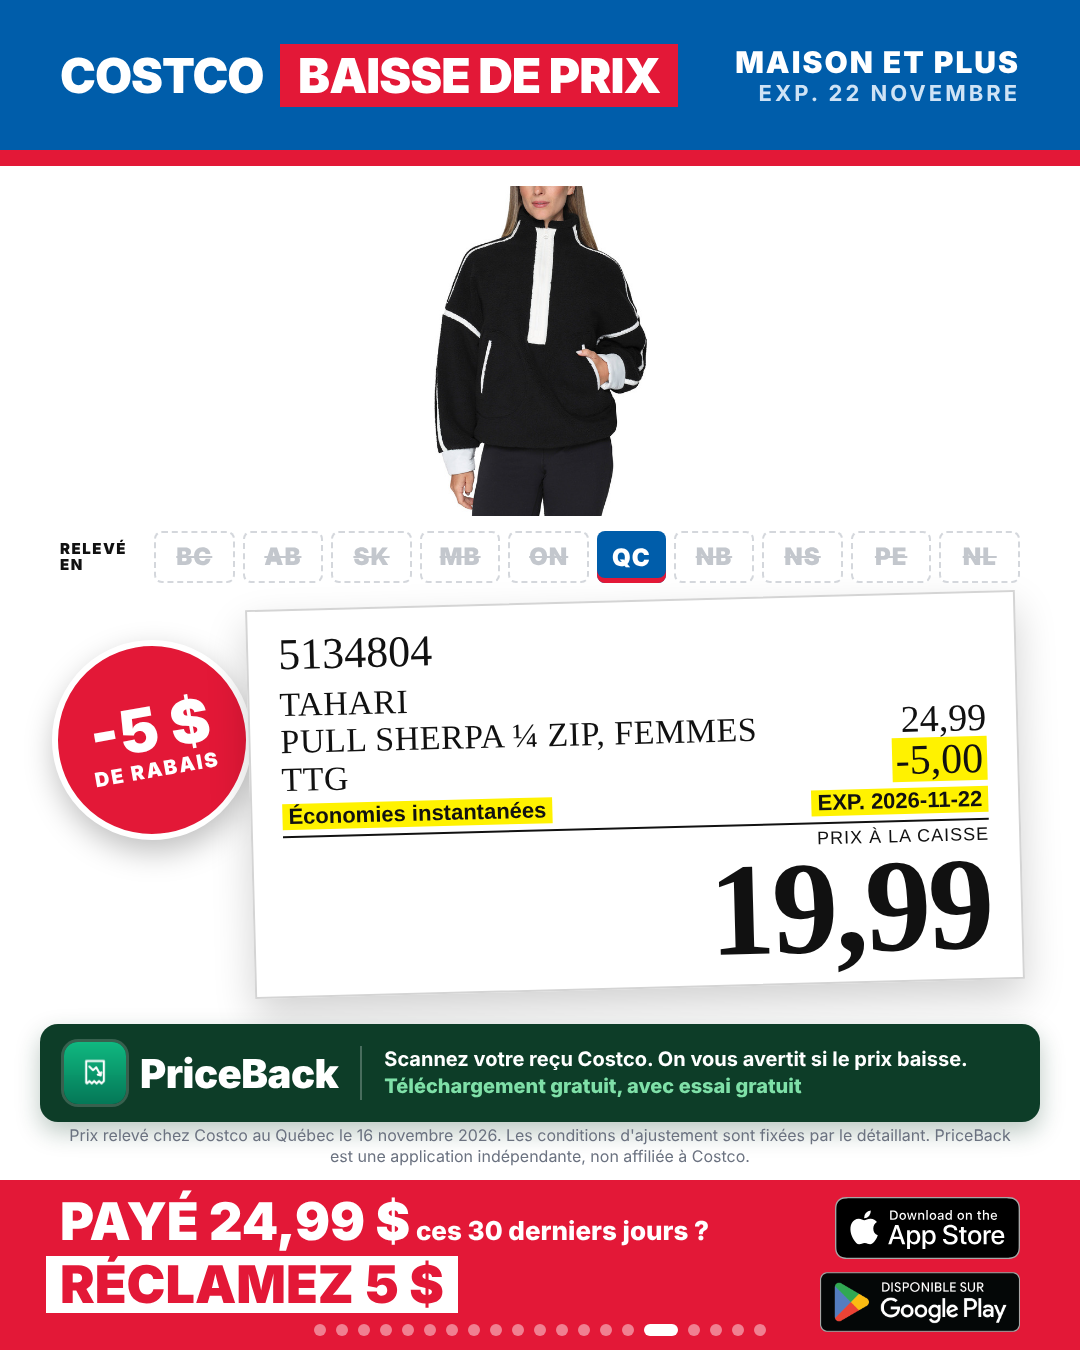 COSTCO BAISSE DE PRIX
MAISON ET PLUS
EXP. 22 NOVEMBRE
RELEVÉ EN
BC AB SK MB ON QC NB NS PE NL
-5 $
DE RABAIS
5134804
TAHARI
PULL SHERPA ¼ ZIP, FEMMES
TTG
Économies instantanées
24,99
-5,00
EXP. 2026-11-22
PRIX À LA CAISSE
19,99
PriceBack
Scannez votre reçu Costco. On vous avertit si le prix baisse.
Téléchargement gratuit, avec essai gratuit
Prix relevé chez Costco au Québec le 16 novembre 2026. Les conditions d'ajustement sont fixées par le détaillant. PriceBack
est une application indépendante, non affiliée à Costco.
PAYÉ 24,99 $ ces 30 derniers jours ?
RÉCLAMEZ 5 $
Download on the
App Store
DISPONIBLE SUR
Google Play